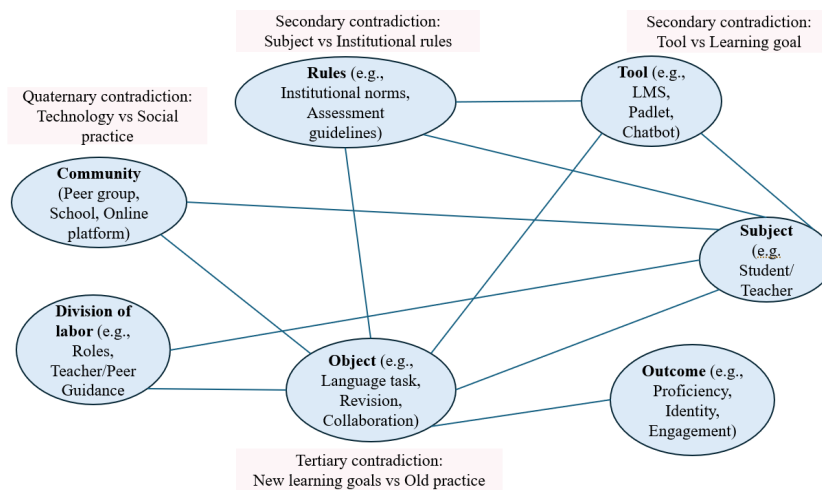 Secondary contradiction:
Subject vs Institutional rules
Secondary contradiction:
Tool vs Learning goal
Rules (e.g.,
Institutional norms,
Assessment
guidelines)
Tool (e.g.,
LMS,
Padlet,
Chatbot)
Quaternary contradiction:
Technology vs Social
practice
Community
(Peer group,
School, Online
platform)
Subject
(e.g.
Student/
Teacher
Division of
labor (e.g.,
Roles,
Teacher/Peer
Guidance
Object (e.g.,
Language task,
Revision,
Collaboration)
Outcome (e.g.,
Proficiency,
Identity,
Engagement)
Tertiary contradiction:
New learning goals vs Old practice